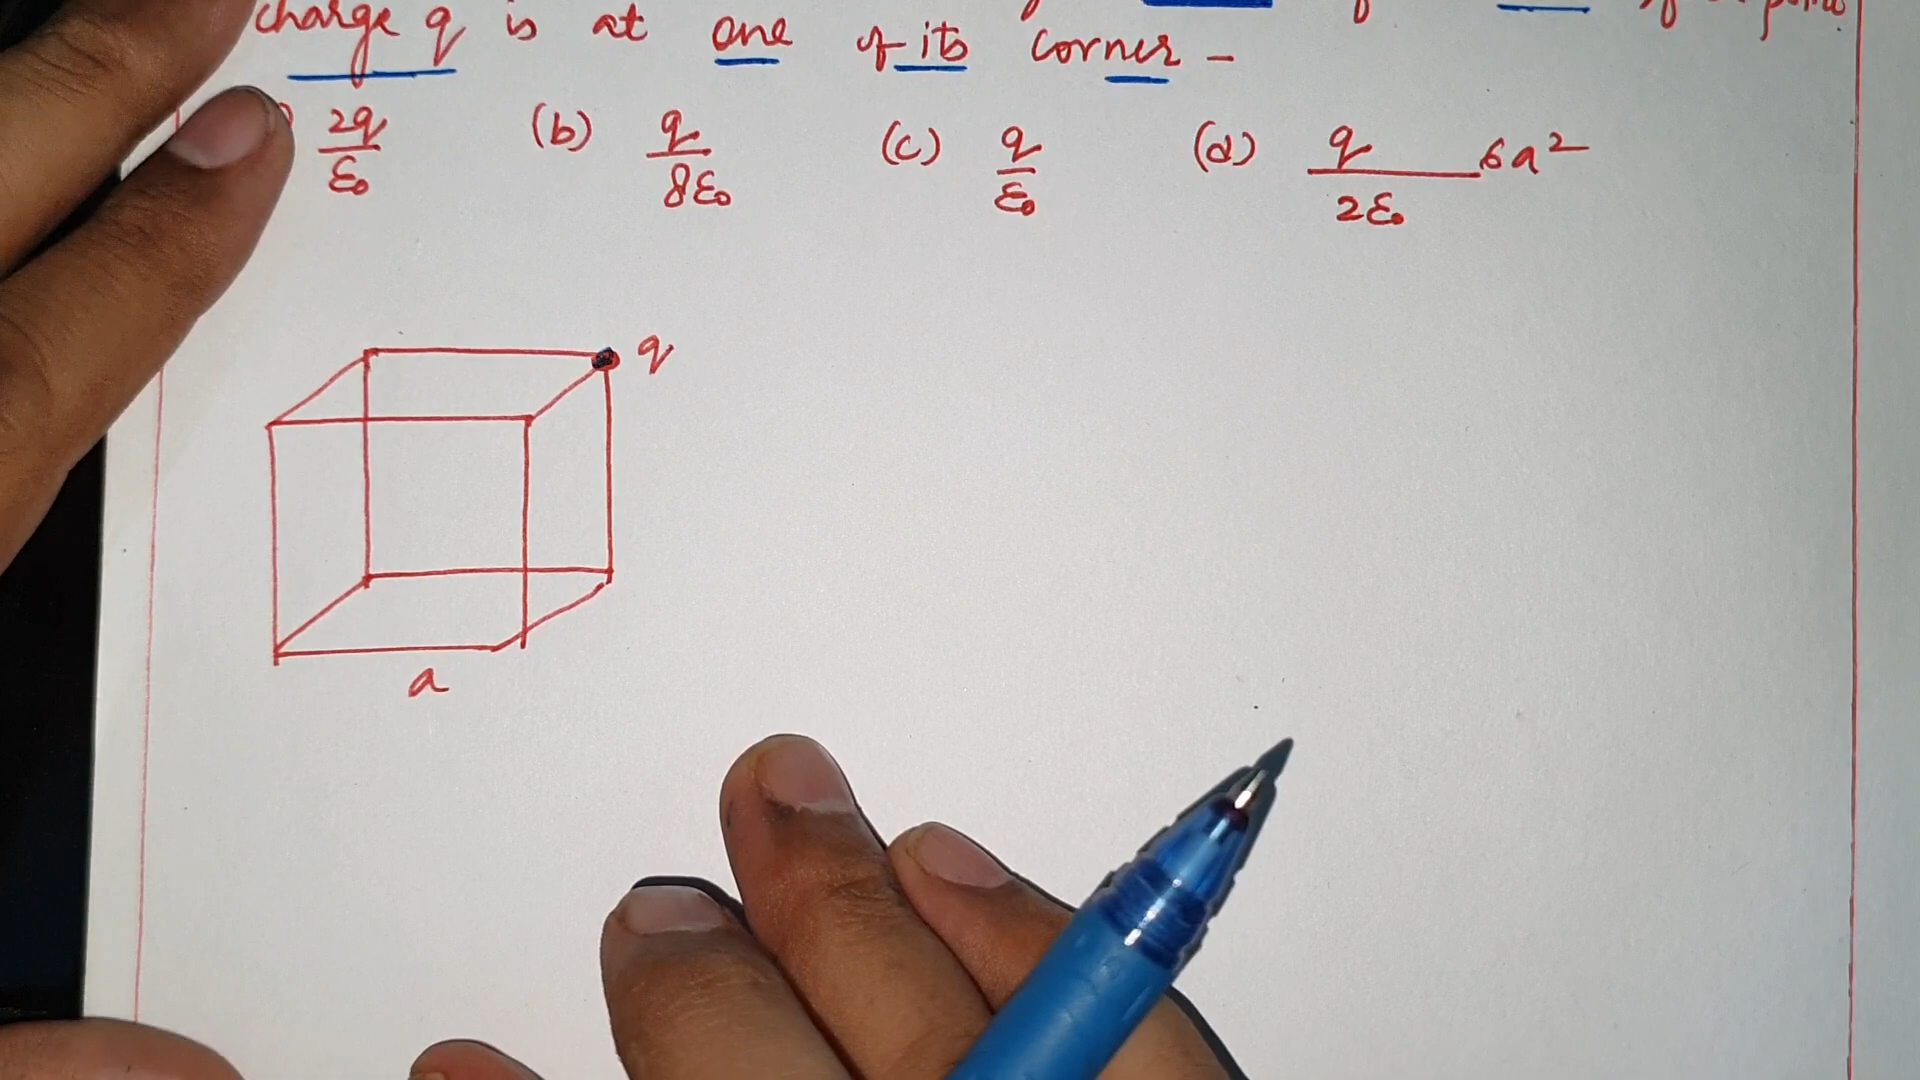 charge q is at one of its corner –
2q/ε₀ (b) q/8ε₀ (c) q/ε₀ (d) q/2ε₀ 6a²
q
a